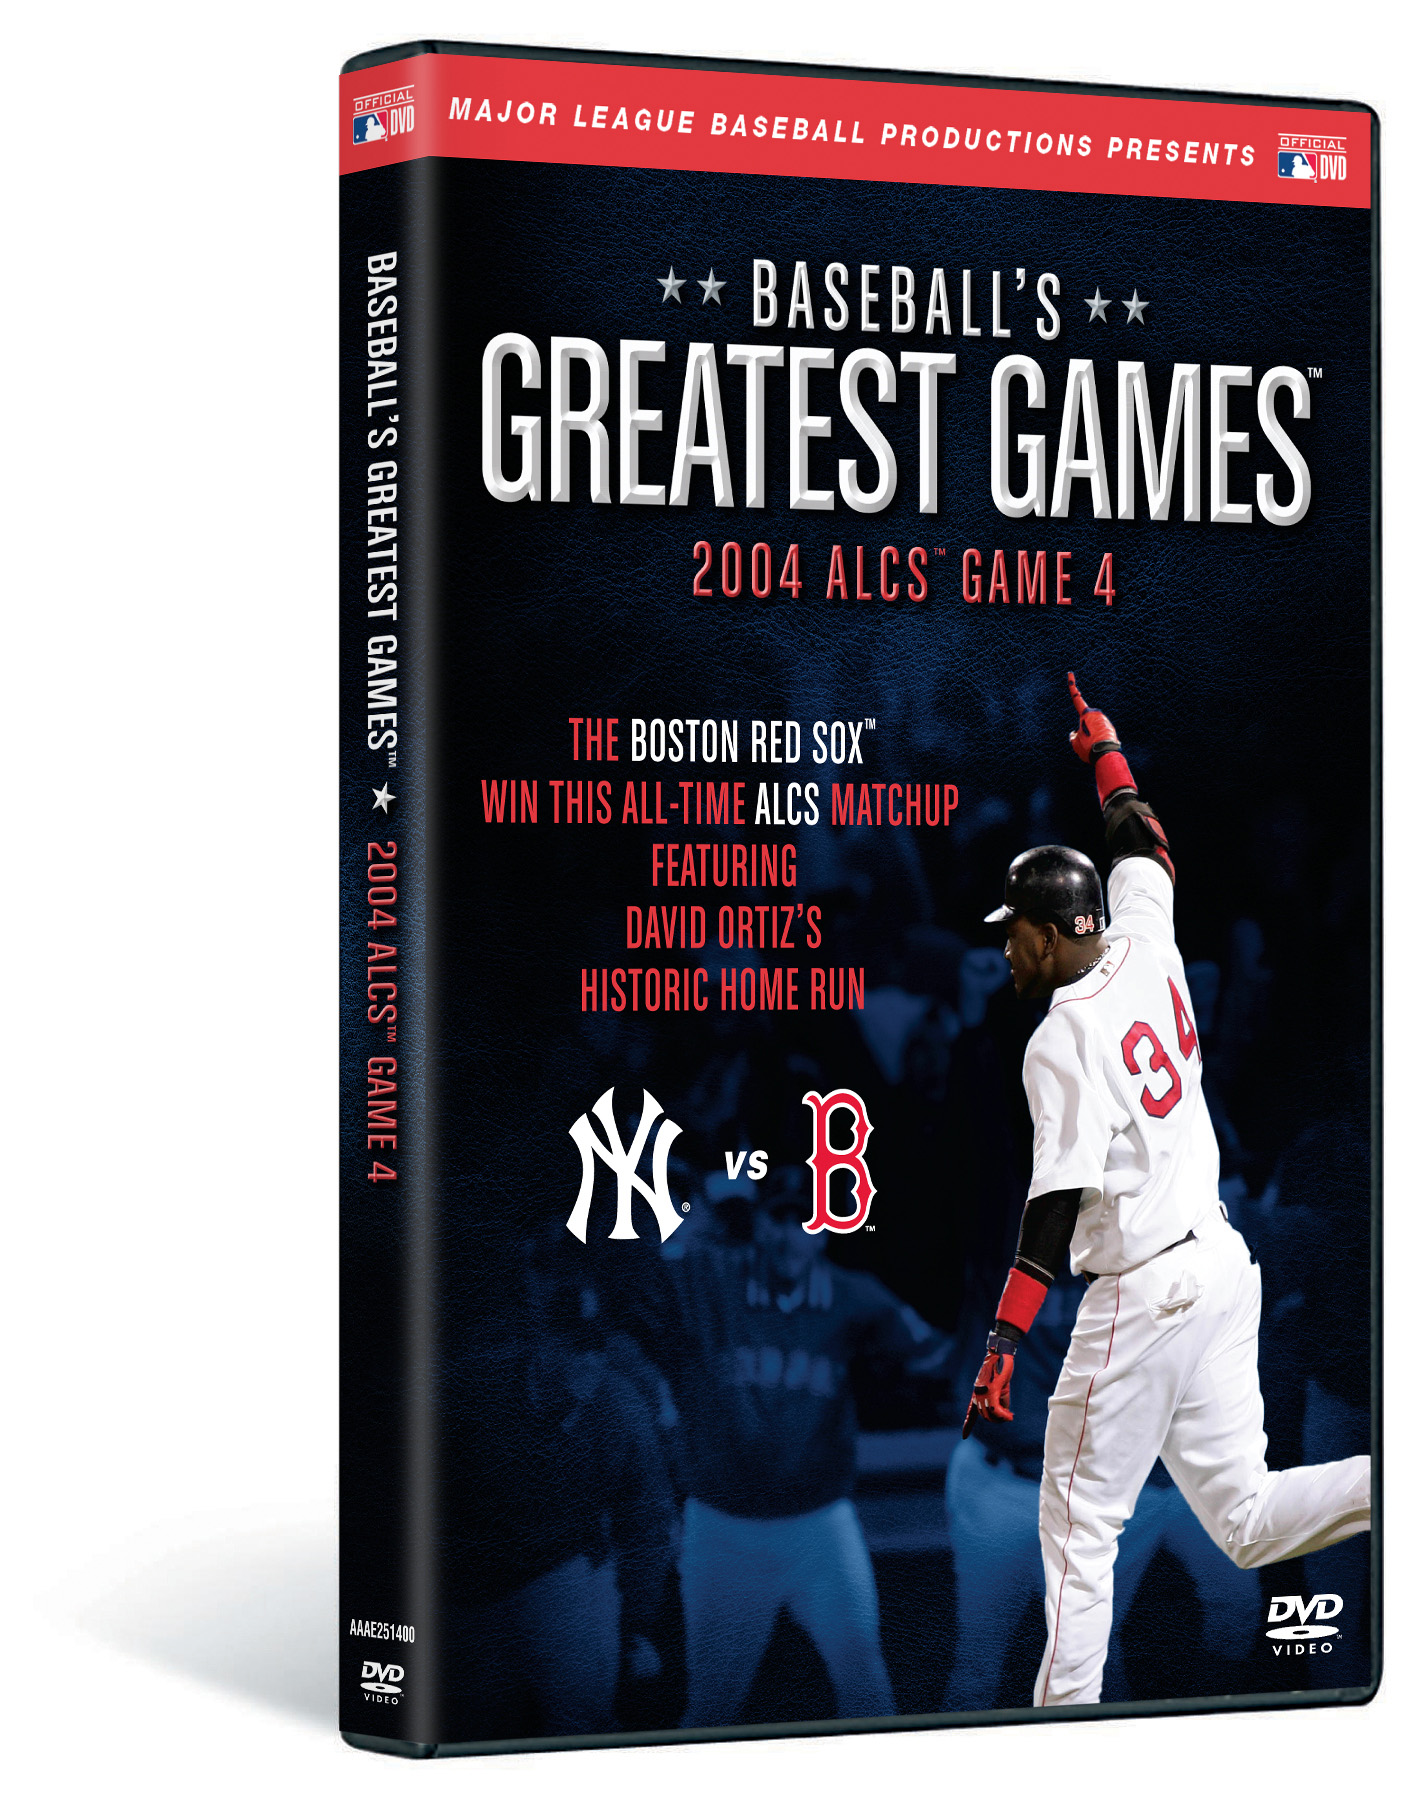 OFFICIAL
DVD
BASEBALL'S GREATEST GAMES™ ★ 2004 ALCS™ GAME 4
AAAE251400
DVD
VIDEO
MAJOR LEAGUE BASEBALL PRODUCTIONS PRESENTS
OFFICIAL
DVD
★★ BASEBALL'S ★★
GREATEST GAMES™
2004 ALCS™ GAME 4
THE BOSTON RED SOX™
WIN THIS ALL-TIME ALCS MATCHUP
FEATURING
DAVID ORTIZ'S
HISTORIC HOME RUN
NY® vs B™
34
34
DVD™
VIDEO